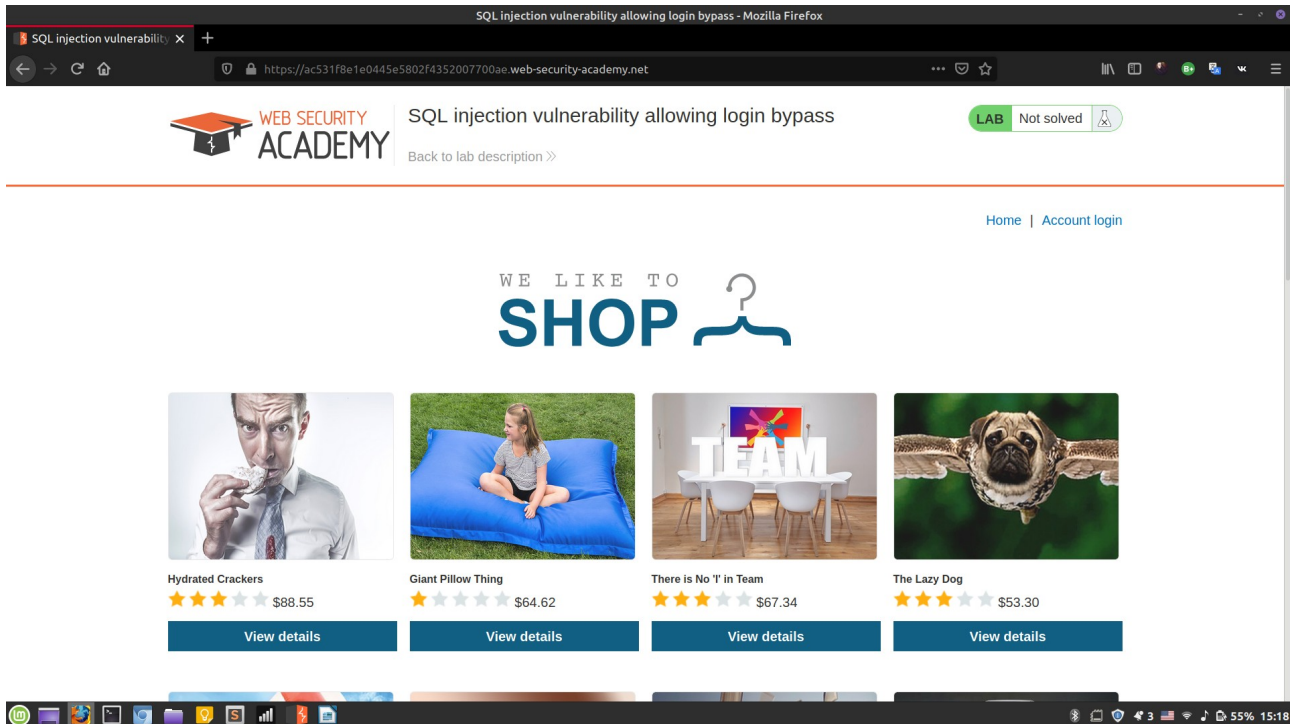 SQL injection vulnerability allowing login bypass - Mozilla Firefox
SQL injection vulnerability
https://ac531f8e1e0445e5802f4352007700ae.web-security-academy.net
WEB SECURITY
ACADEMY
SQL injection vulnerability allowing login bypass
Back to lab description
LAB Not solved
Home | Account login
WE LIKE TO
SHOP
TEAM
Hydrated Crackers
$88.55
View details
Giant Pillow Thing
$64.62
View details
There is No 'I' in Team
$67.34
View details
The Lazy Dog
$53.30
View details
3
55% 15:18